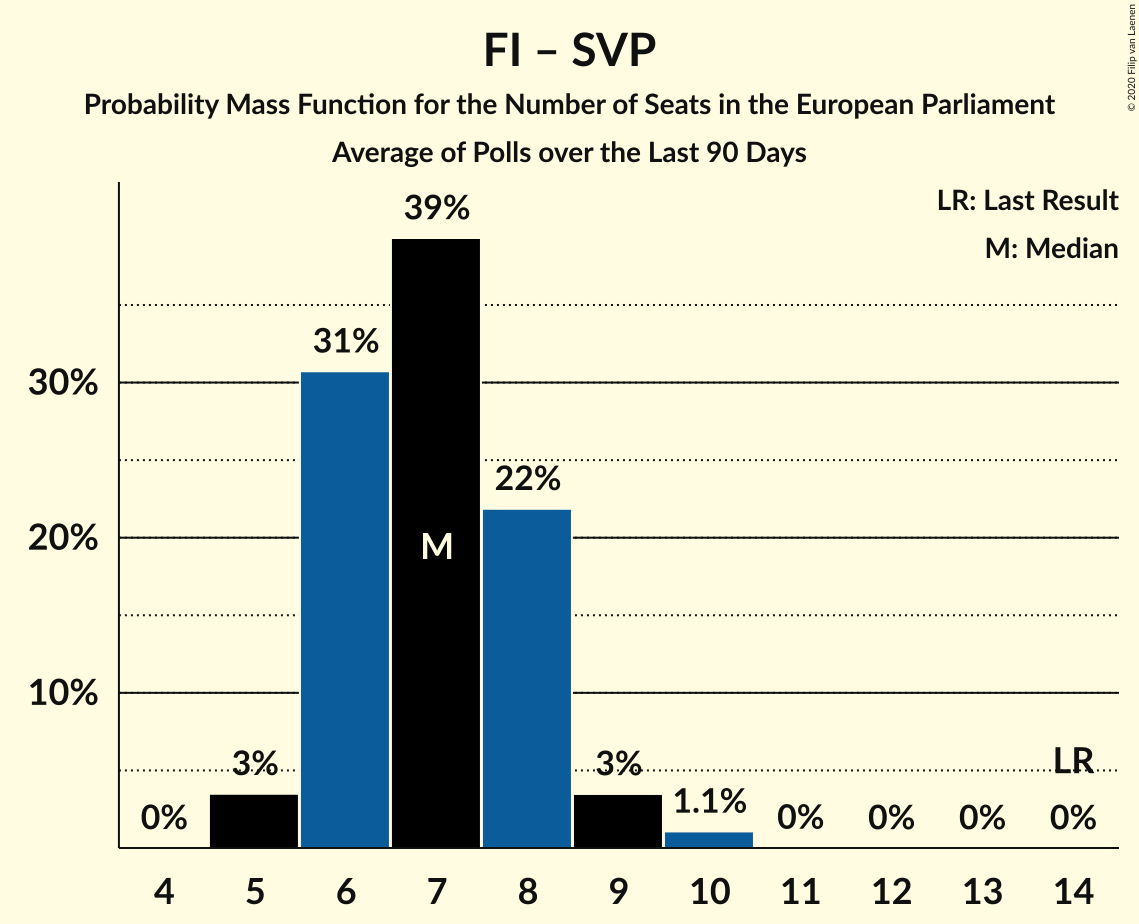 FI – SVP
Probability Mass Function for the Number of Seats in the European Parliament
Average of Polls over the Last 90 Days
© 2020 Filip van Laenen
LR: Last Result
M: Median
39%
31%
30%
22%
20%
M
10%
3%
3%
LR
1.1%
0%
0%
0%
0%
0%
4 5 6 7 8 9 10 11 12 13 14